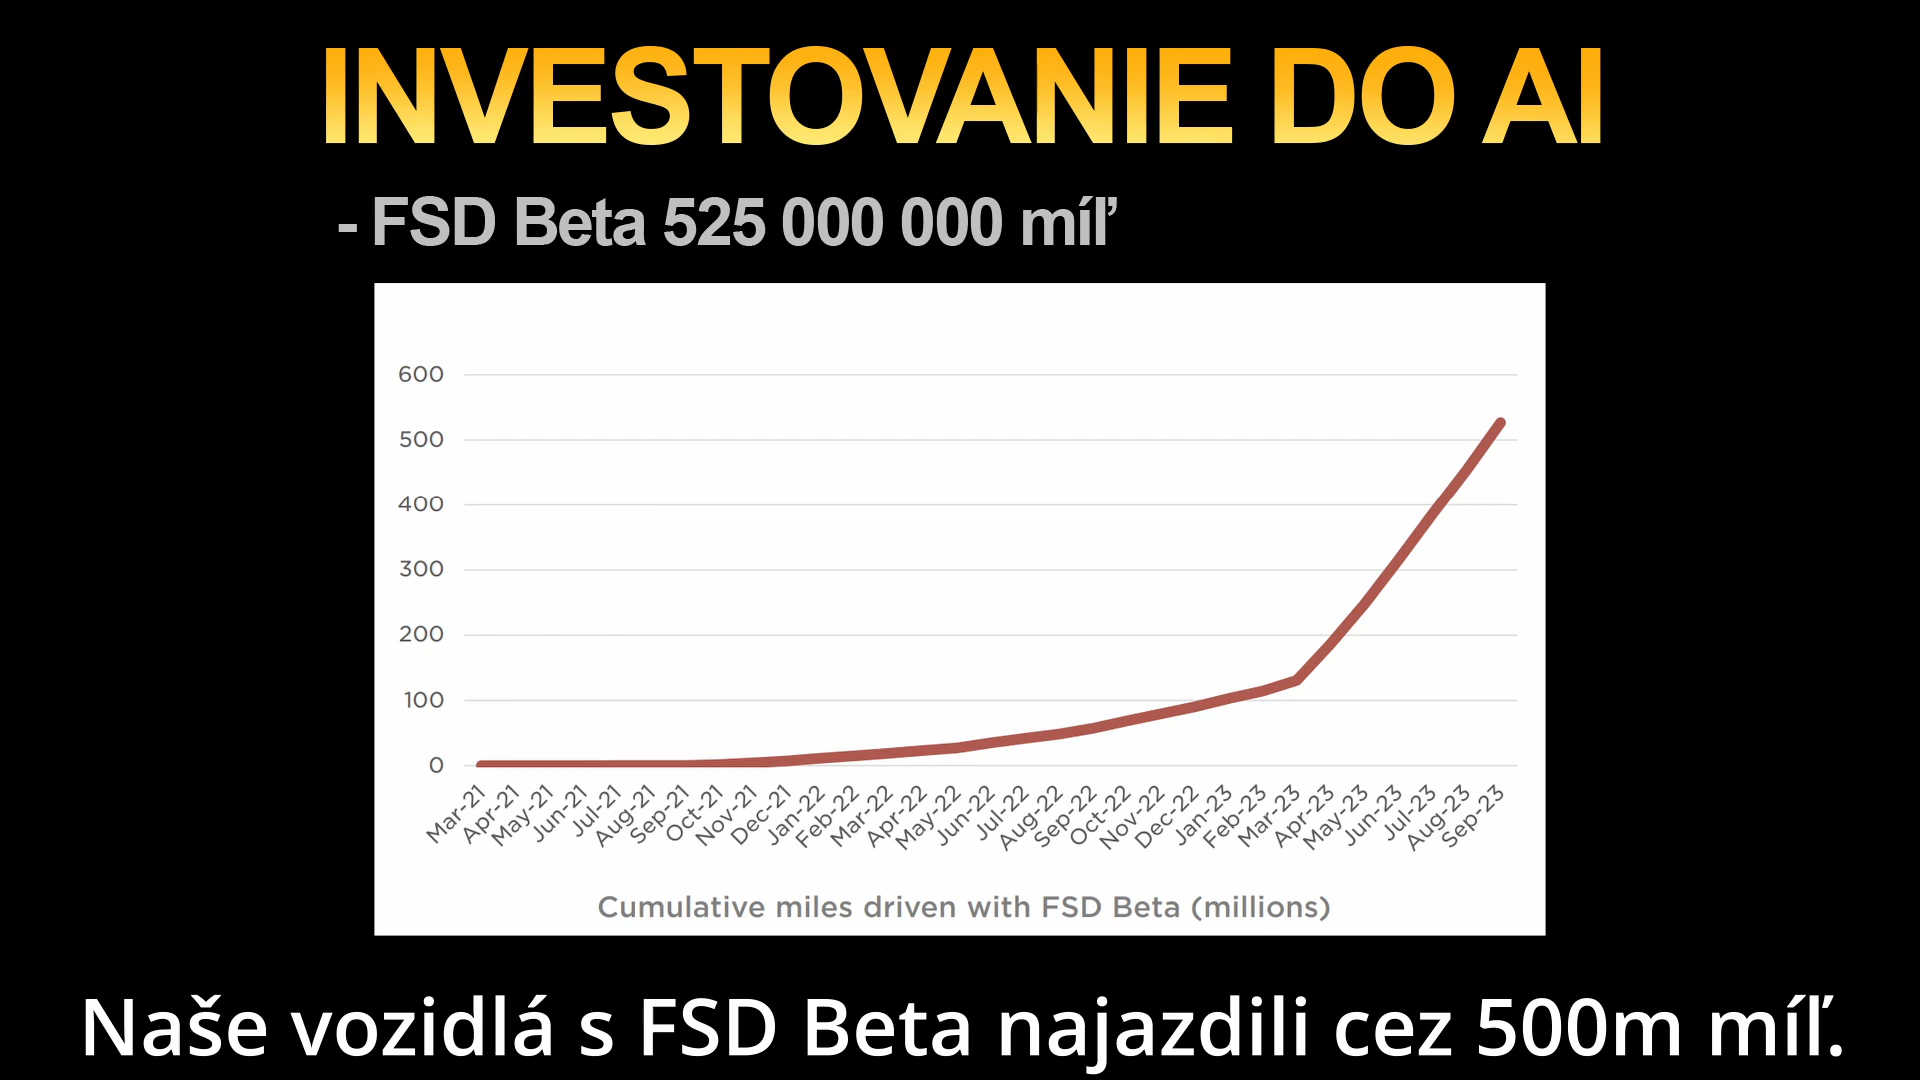 INVESTOVANIE DO AI
- FSD Beta 525 000 000 míľ
600
500
400
300
200
100
0
Mar-21
Apr-21
May-21
Jun-21
Jul-21
Aug-21
Sep-21
Oct-21
Nov-21
Dec-21
Jan-22
Feb-22
Mar-22
Apr-22
May-22
Jun-22
Jul-22
Aug-22
Sep-22
Oct-22
Nov-22
Dec-22
Jan-23
Feb-23
Mar-23
Apr-23
May-23
Jun-23
Jul-23
Aug-23
Sep-23
Cumulative miles driven with FSD Beta (millions)
Naše vozidlá s FSD Beta najazdili cez 500m míľ.